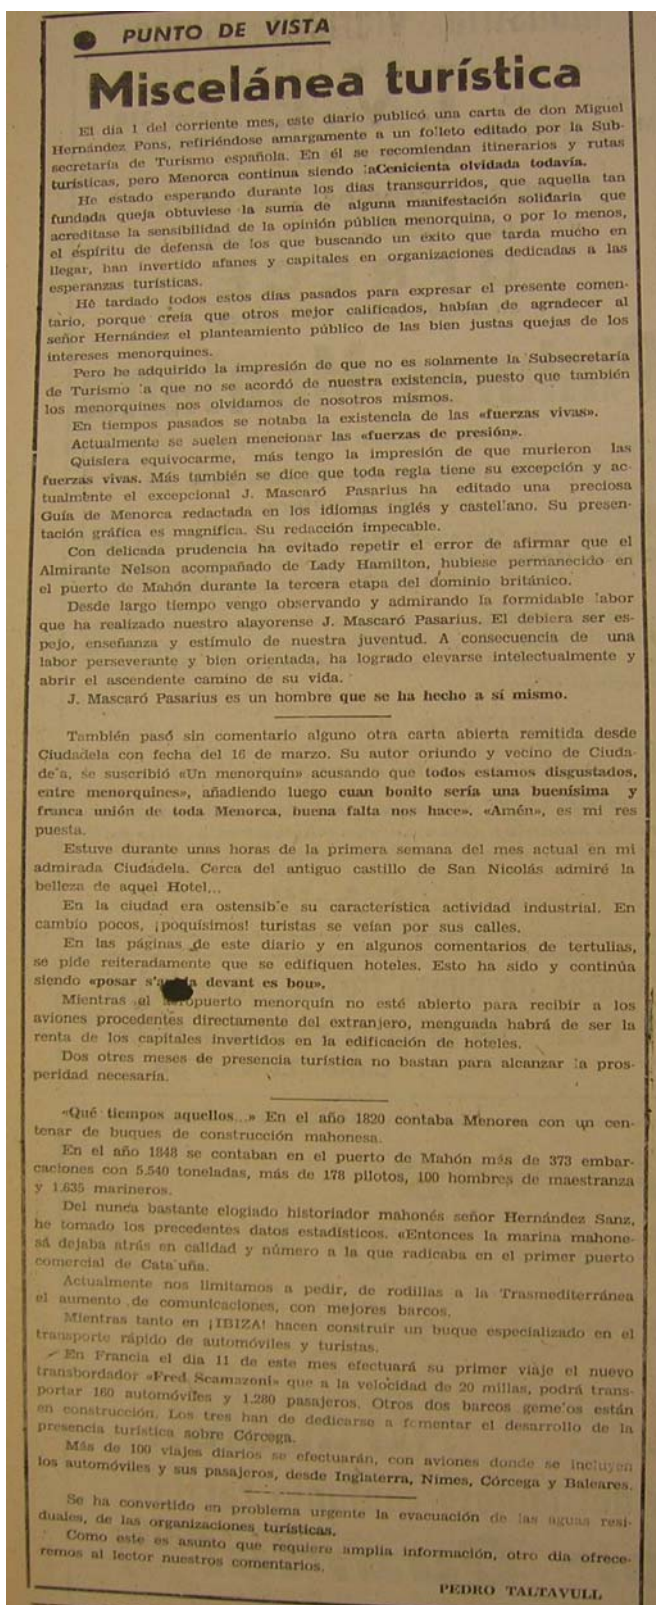 PUNTO DE VISTA
Miscelánea turística
El día 1 del corriente mes, este diario publicó una carta de don Miguel
Hernández Pons, refiriéndose amargamente a un folleto editado por la Sub-
secretaría de Turismo española. En él se recomiendan itinerarios y rutas
turísticas, pero Menorca continua siendo laCenicienta olvidada todavía.
He estado esperando durante los días transcurridos, que aquella tan
fundada queja obtuviese la suma de alguna manifestación solidaria que
acreditase la sensibilidad de la opinión pública menorquina, o por lo menos,
el espíritu de defensa de los que buscando un éxito que tarda mucho en
llegar, han invertido afanes y capitales en organizaciones dedicadas a las
esperanzas turísticas.
Hé tardado todos estos días pasados para expresar el presente comen-
tario, porque creía que otros mejor calificados, habían de agradecer al
señor Hernández el planteamiento público de las bien justas quejas de los
intereses menorquines.
Pero he adquirido la impresión de que no es solamente la Subsecretaría
de Turismo la que no se acordó de nuestra existencia, puesto que también
los menorquines nos olvidamos de nosotros mismos.
En tiempos pasados se notaba la existencia de las «fuerzas vivas».
Actualmente se suelen mencionar las «fuerzas de presión».
Quisiera equivocarme, más tengo la impresión de que murieron las
fuerzas vivas. Más también se dice que toda regla tiene su excepción y ac-
tualmente el excepcional J. Mascaró Pasarius ha editado una preciosa
Guía de Menorca redactada en los idiomas inglés y castellano. Su presen-
tación gráfica es magnífica. Su redacción impecable.
Con delicada prudencia ha evitado repetir el error de afirmar que el
Almirante Nelson acompañado de Lady Hamilton, hubiese permanecido en
el puerto de Mahón durante la tercera etapa del dominio británico.
Desde largo tiempo vengo observando y admirando la formidable labor
que ha realizado nuestro alayorense J. Mascaró Pasarius. El debiera ser es-
pejo, enseñanza y estímulo de nuestra juventud. A consecuencia de una
labor perseverante y bien orientada, ha logrado elevarse intelectualmente y
abrir el ascendente camino de su vida.
J. Mascaró Pasarius es un hombre que se ha hecho a sí mismo.
También pasó sin comentario alguno otra carta abierta remitida desde
Ciudadela con fecha del 16 de marzo. Su autor oriundo y vecino de Ciuda-
dela, se suscribió «Un menorquín» acusando que todos estamos disgustados,
entre menorquines», añadiendo luego cuan bonito sería una buenísima y
franca unión de toda Menorca, buena falta nos hace». «Amén», es mi res
puesta.
Estuve durante unas horas de la primera semana del mes actual en mi
admirada Ciudadela. Cerca del antiguo castillo de San Nicolás admiré la
belleza de aquel Hotel...
En la ciudad era ostensible su característica actividad industrial. En
cambio pocos, ¡poquísimos! turistas se veían por sus calles.
En las páginas de este diario y en algunos comentarios de tertulias,
se pide reiteradamente que se edifiquen hoteles. Esto ha sido y continúa
siendo «posar devant es bou».
Mientras el aeropuerto menorquín no esté abierto para recibir a los
aviones procedentes directamente del extranjero, menguada habrá de ser la
renta de los capitales invertidos en la edificación de hoteles.
Dos otres meses de presencia turística no bastan para alcanzar la pros-
peridad necesaria.
«Qué tiempos aquellos...» En el año 1820 contaba Menorca con un cen-
tenar de buques de construcción mahonesa.
En el año 1848 se contaban en el puerto de Mahón más de 373 embar-
caciones con 5.540 toneladas, más de 178 pilotos, 100 hombres de maestranza
y 1.635 marineros.
Del nunca bastante elogiado historiador mahonés señor Hernández Sanz,
he tomado los precedentes datos estadísticos. «Entonces la marina mahone-
sá dejaba atrás en calidad y número a la que radicaba en el primer puerto
comercial de Cataluña.
Actualmente nos limitamos a pedir, de rodillas a la Trasmediterránea
el aumento de comunicaciones, con mejores barcos.
Mientras tanto en ¡IBIZA! hacen construir un buque especializado en el
transporte rápido de automóviles y turistas.
En Francia el día 11 de este mes efectuará su primer viaje el nuevo
transbordador «Fred Scamazoni» que a la velocidad de 20 millas, podrá trans-
portar 160 automóviles y 1.280 pasajeros. Otros dos barcos gemelos están
en construcción. Los tres han de dedicarse a fomentar el desarrollo de la
presencia turística sobre Córcega.
Más de 100 viajes diarios se efectuarán, con aviones donde se incluyen
los automóviles y sus pasajeros, desde Inglaterra, Nimes, Córcega y Baleares.
Se ha convertido en problema urgente la evacuación de las aguas resi-
duales, de las organizaciones turísticas.
Como este es asunto que requiere amplia información, otro día ofrece-
remos al lector nuestros comentarios.
PEDRO TALTAVULL